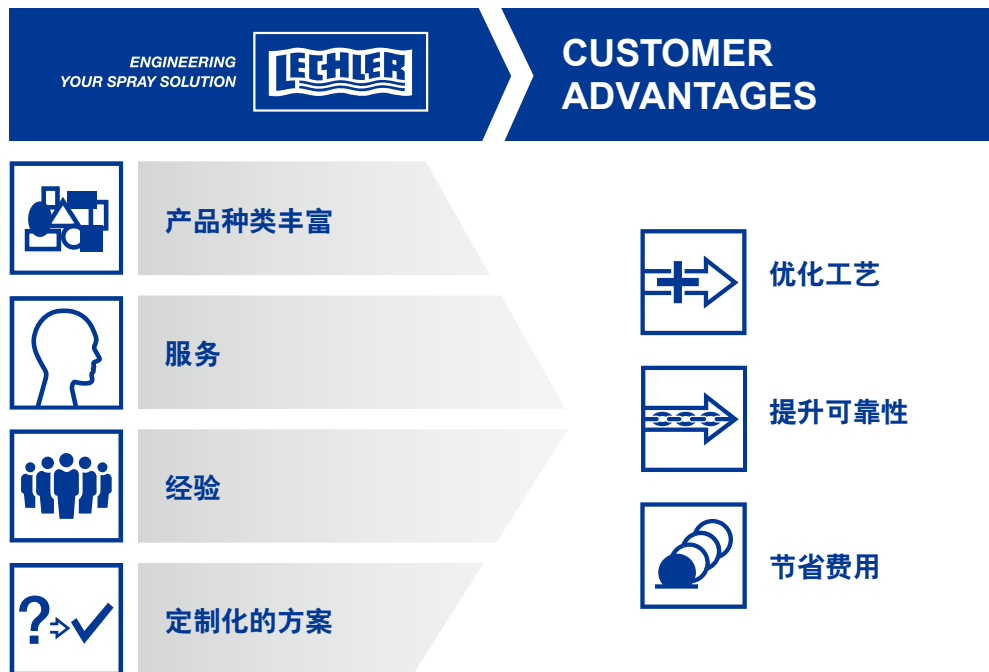 ENGINEERING
YOUR SPRAY SOLUTION
LECHLER
CUSTOMER
ADVANTAGES
产品种类丰富
服务
经验
定制化的方案
优化工艺
提升可靠性
节省费用